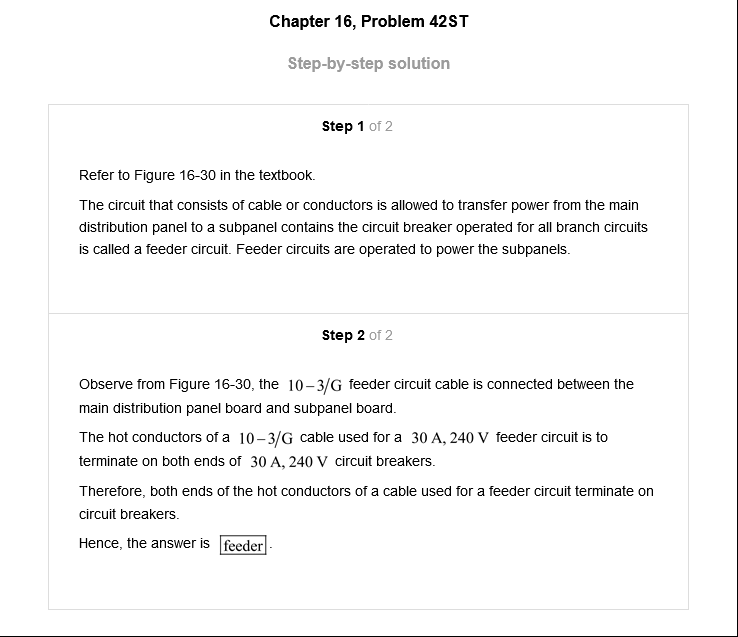 Chapter 16, Problem 42ST
Step-by-step solution
Step 1 of 2
Refer to Figure 16-30 in the textbook.
The circuit that consists of cable or conductors is allowed to transfer power from the main
distribution panel to a subpanel contains the circuit breaker operated for all branch circuits
is called a feeder circuit. Feeder circuits are operated to power the subpanels.
Step 2 of 2
Observe from Figure 16-30, the 10–3/G feeder circuit cable is connected between the
main distribution panel board and subpanel board.
The hot conductors of a 10–3/G cable used for a 30 A, 240 V feeder circuit is to
terminate on both ends of 30 A, 240 V circuit breakers.
Therefore, both ends of the hot conductors of a cable used for a feeder circuit terminate on
circuit breakers.
Hence, the answer is feeder.